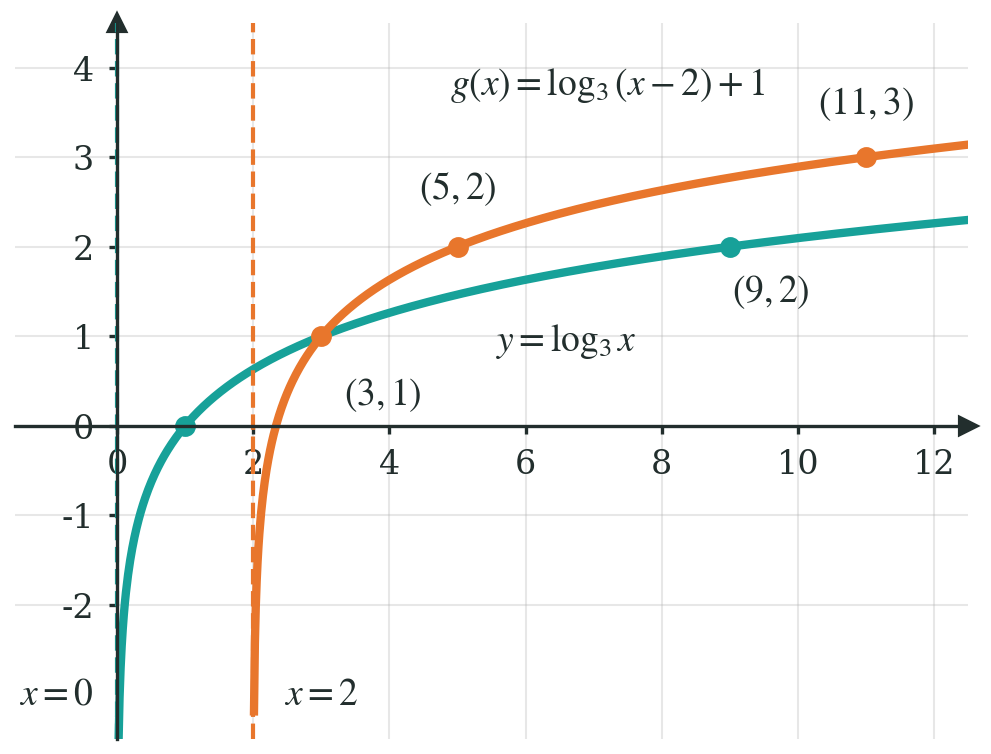 4
g(x)=log₃(x−2)+1
(11,3)
3
(5,2)
2
(9,2)
1
y=log₃x
(3,1)
0
0 2 4 6 8 10 12
-1
-2
x=0
x=2